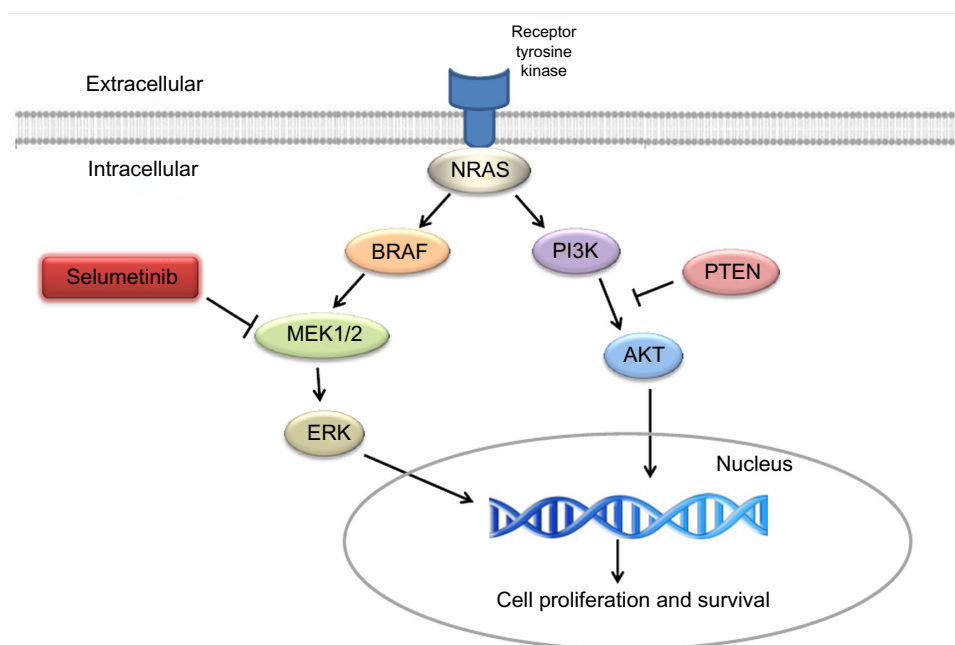 Receptor
tyrosine
kinase
Extracellular
Intracellular
NRAS
BRAF
PI3K
Selumetinib
PTEN
MEK1/2
AKT
ERK
Nucleus
Cell proliferation and survival